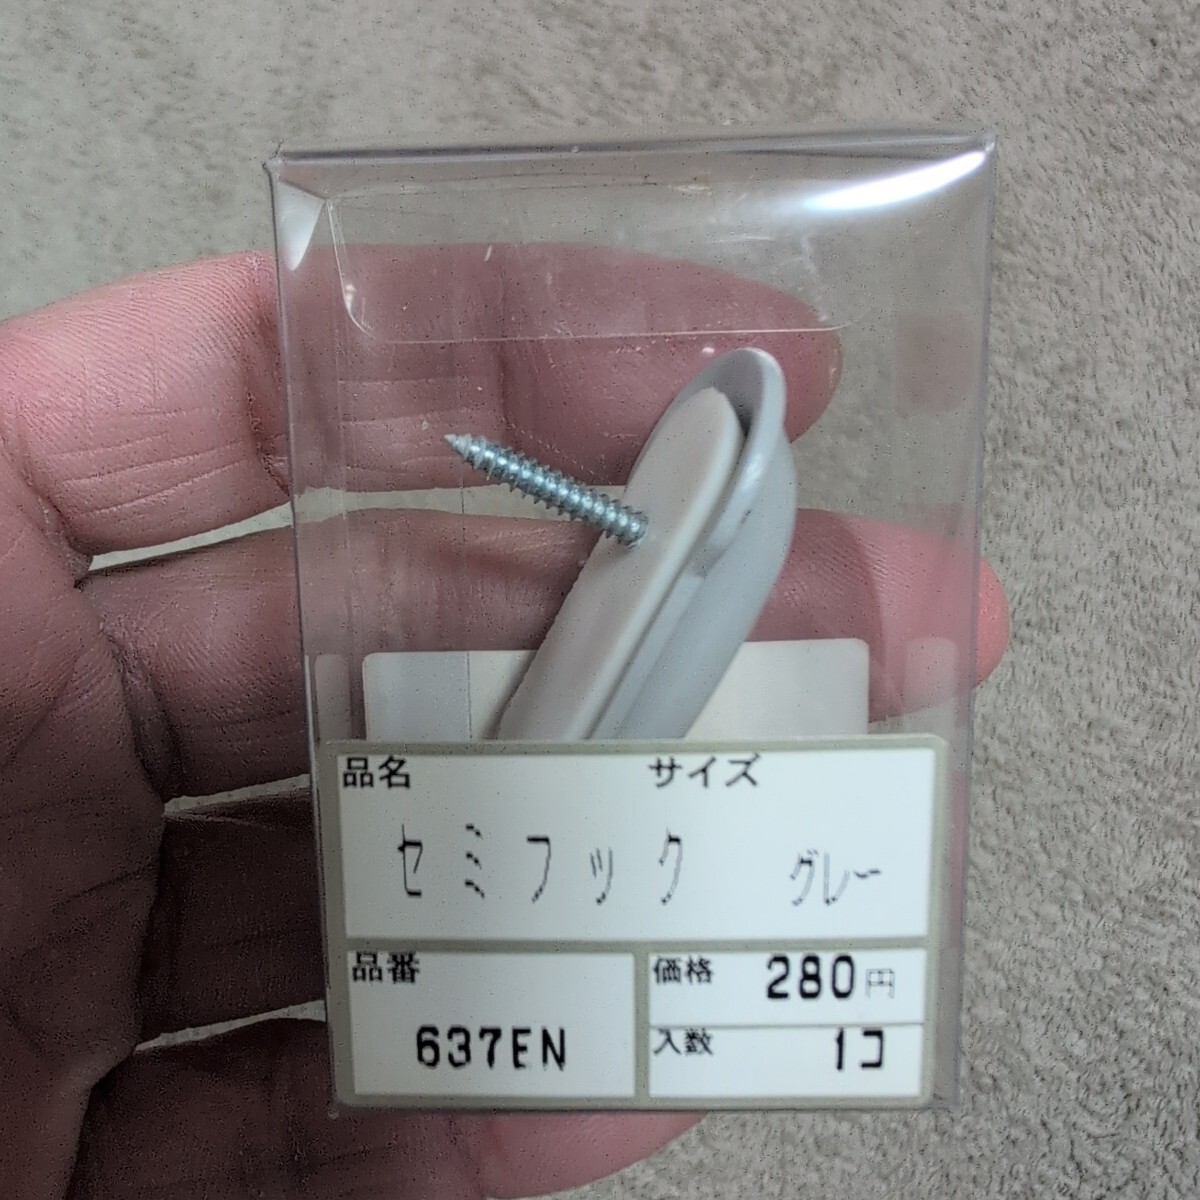 品名 サイズ
セミフック グレー
品番
637EN
価格 280円
入数 1コ